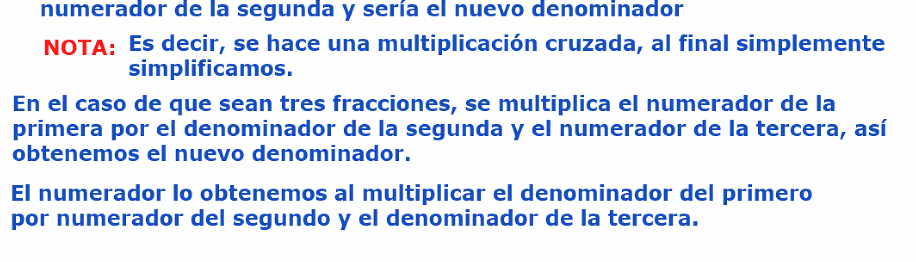 numerador de la segunda y sería el nuevo denominador
NOTA: Es decir, se hace una multiplicación cruzada, al final simplemente
simplificamos.
En el caso de que sean tres fracciones, se multiplica el numerador de la
primera por el denominador de la segunda y el numerador de la tercera, así
obtenemos el nuevo denominador.
El numerador lo obtenemos al multiplicar el denominador del primero
por numerador del segundo y el denominador de la tercera.